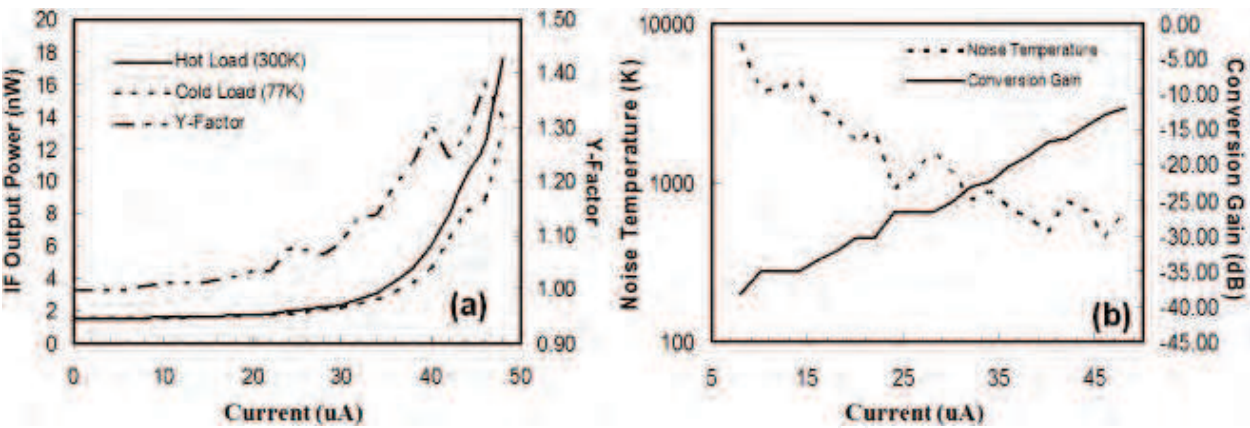 IF Output Power (nW)
20
18
16
14
12
10
8
6
4
2
0
Hot Load (300K)
Cold Load (77K)
Y-Factor
(a)
1.50
1.40
1.30
1.20
1.10
1.00
0.90
Y-Factor
0 10 20 30 40 50
Current (uA)
Noise Temperature (K)
10000
1000
100
Noise Temperature
Conversion Gain
(b)
0.00
-5.00
-10.00
-15.00
-20.00
-25.00
-30.00
-35.00
-40.00
-45.00
Conversion Gain (dB)
5 15 25 35 45
Current (uA)